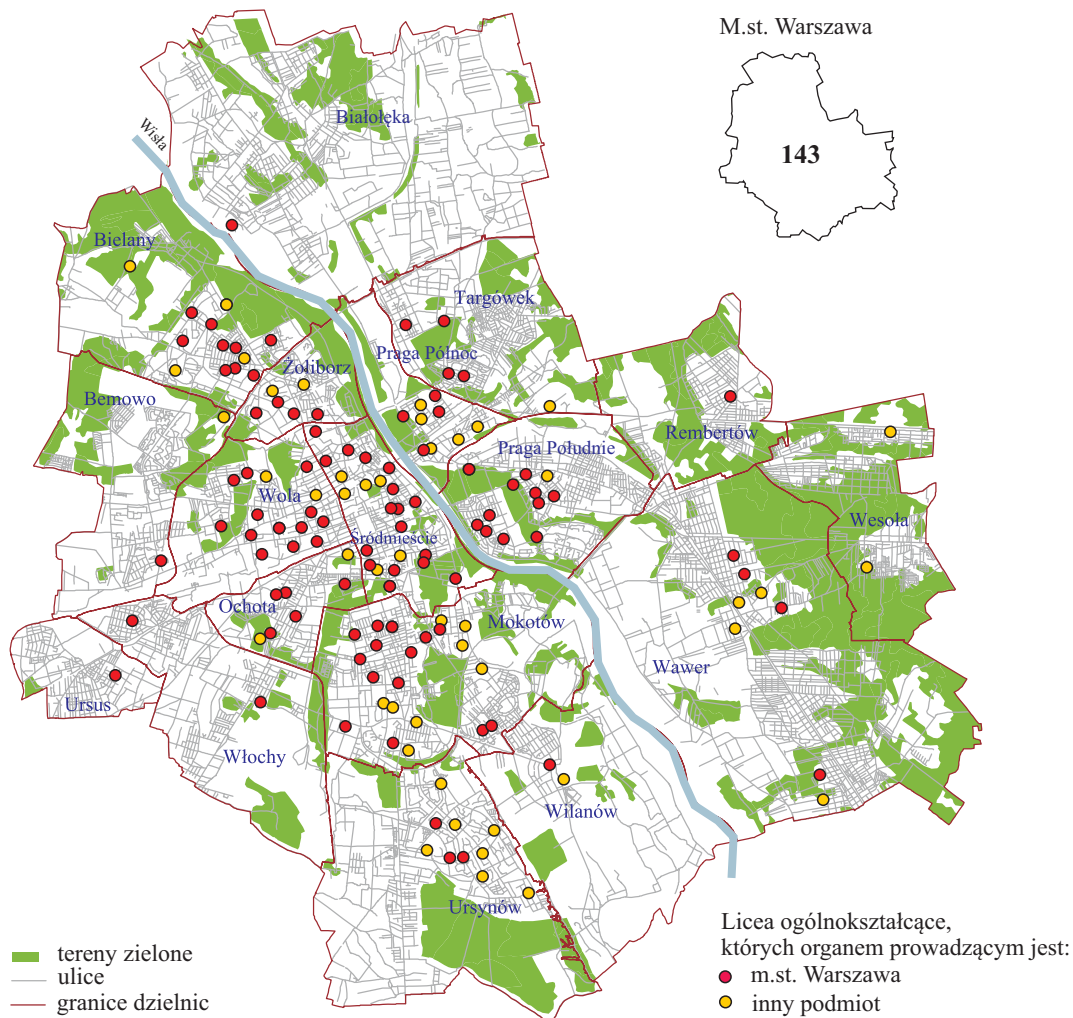 M.st. Warszawa
143
Białołęka
Wisła
Bielany
Targówek
Praga Północ
Żoliborz
Bemowo
Rembertów
Praga Południe
Wola
Wesoła
Śródmieście
Ochota
Mokotów
Wawer
Ursus
Włochy
Wilanów
Ursynów
tereny zielone
ulice
granice dzielnic
Licea ogólnokształcące,
których organem prowadzącym jest:
m.st. Warszawa
inny podmiot